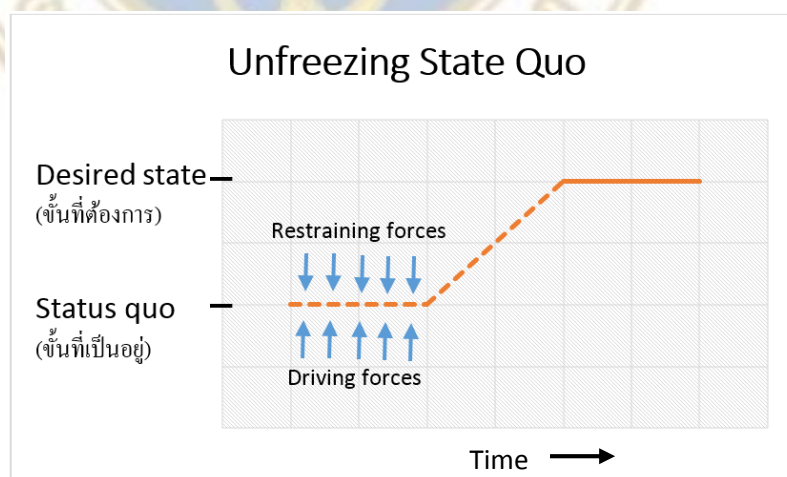 Unfreezing State Quo
Desired state
(ขั้นที่ต้องการ)
Restraining forces
Status quo
(ขั้นที่เป็นอยู่)
Driving forces
Time